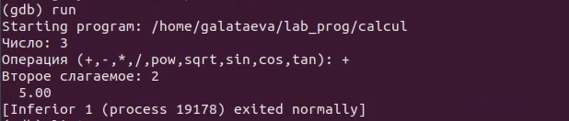 (gdb) run
Starting program: /home/galataeva/lab_prog/calcul
Число: 3
Операция (+,-,*,/,pow,sqrt,sin,cos,tan): +
Второе слагаемое: 2
  5.00
[Inferior 1 (process 19178) exited normally]